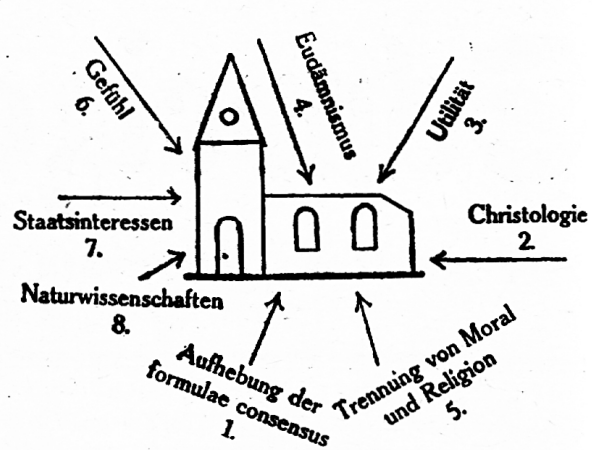 Gefühl
6.
Eudämnismus
4.
Utilität
3.
Staatsinteressen
7.
Christologie
2
Naturwissenschaften
8.
Aufhebung der
formulae consensus
1.
Trennung von Moral
und Religion
5.